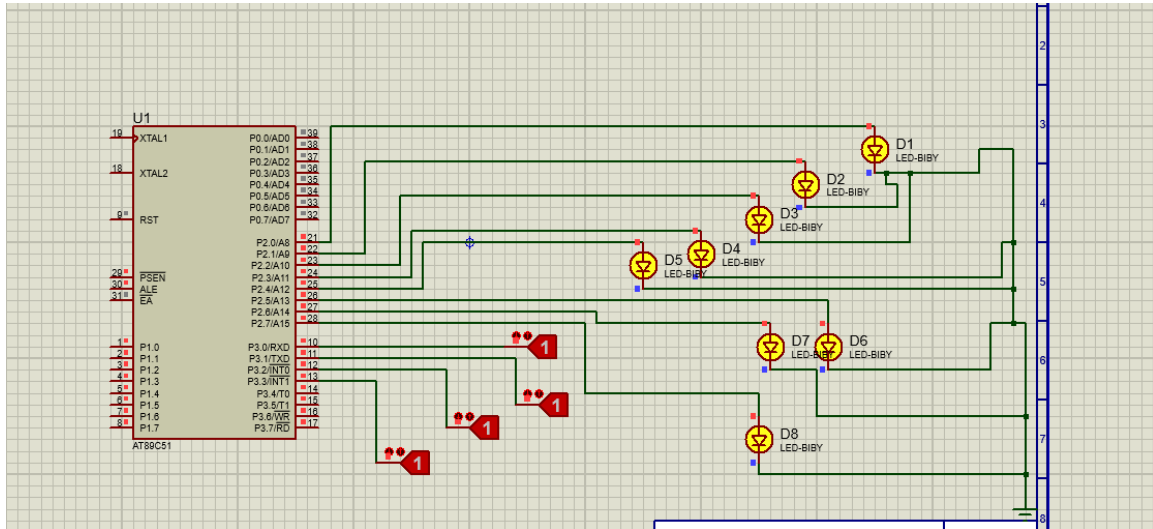 U1
19 XTAL1
18 XTAL2
9 RST
29 PSEN
30 ALE
31 EA
1 P1.0
2 P1.1
3 P1.2
4 P1.3
5 P1.4
6 P1.5
7 P1.6
8 P1.7
P0.0/AD0 39
P0.1/AD1 38
P0.2/AD2 37
P0.3/AD3 36
P0.4/AD4 35
P0.5/AD5 34
P0.6/AD6 33
P0.7/AD7 32
P2.0/A8 21
P2.1/A9 22
P2.2/A10 23
P2.3/A11 24
P2.4/A12 25
P2.5/A13 26
P2.6/A14 27
P2.7/A15 28
P3.0/RXD 10
P3.1/TXD 11
P3.2/INT0 12
P3.3/INT1 13
P3.4/T0 14
P3.5/T1 15
P3.6/WR 16
P3.7/RD 17
AT89C51
1
1
1
1
D1
LED-BIBY
D2
LED-BIBY
D3
LED-BIBY
D4
LED-BIBY
D5
LED-BIBY
D7
LED-BIBY
D6
LED-BIBY
D8
LED-BIBY
2
3
4
5
6
7
8